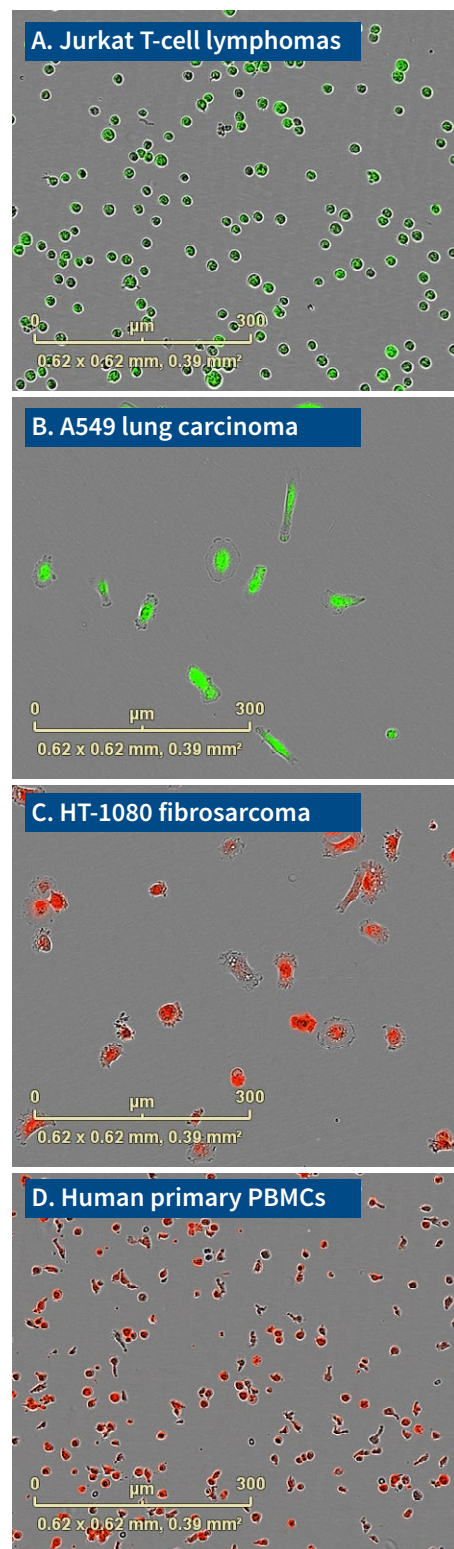 A. Jurkat T-cell lymphomas
0 µm 300
0.62 x 0.62 mm, 0.39 mm²
B. A549 lung carcinoma
0 µm 300
0.62 x 0.62 mm, 0.39 mm²
C. HT-1080 fibrosarcoma
0 µm 300
0.62 x 0.62 mm, 0.39 mm²
D. Human primary PBMCs
0 µm 300
0.62 x 0.62 mm, 0.39 mm²